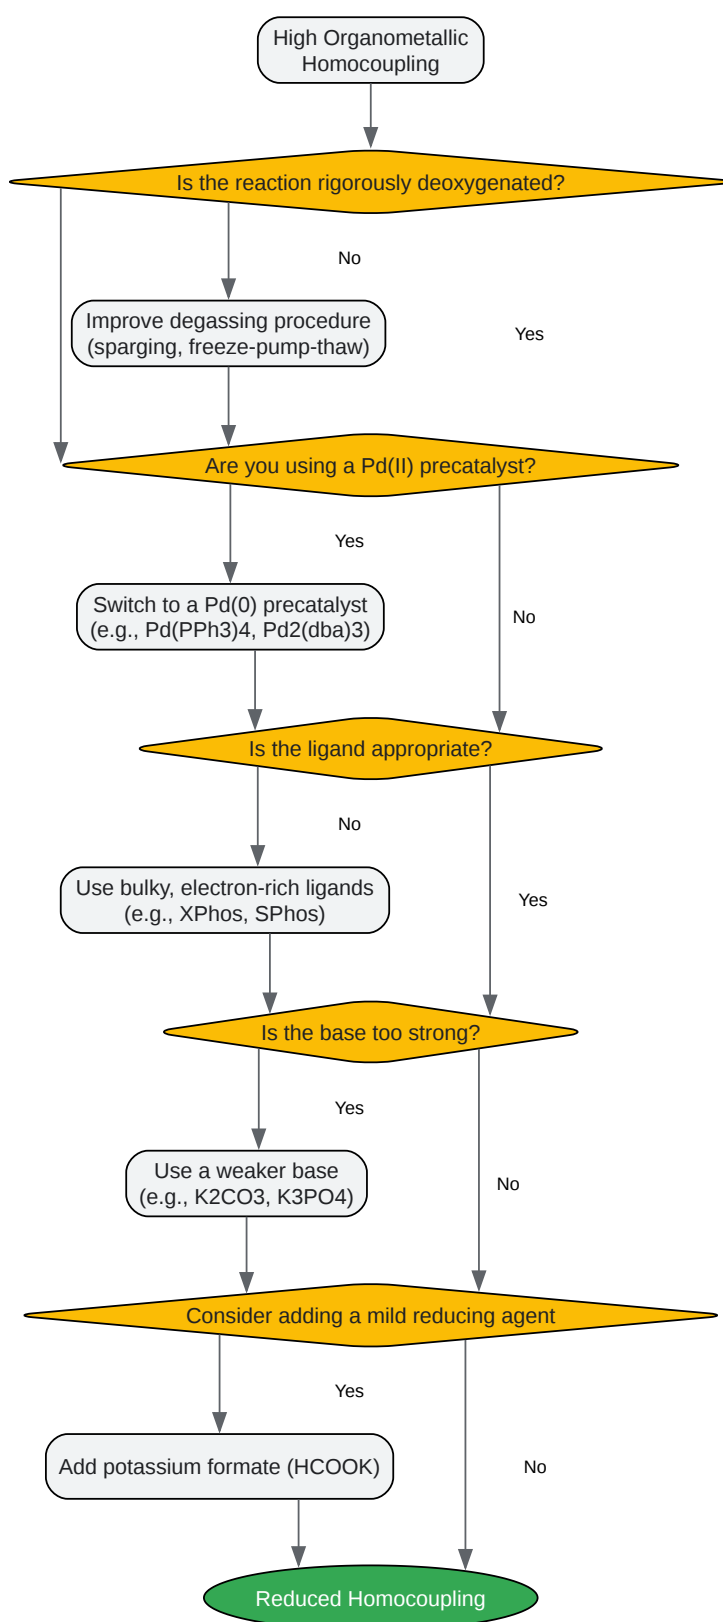 High Organometallic
Homocoupling
Is the reaction rigorously deoxygenated?
No
Improve degassing procedure
(sparging, freeze-pump-thaw)
Yes
Are you using a Pd(II) precatalyst?
Yes
Switch to a Pd(0) precatalyst
(e.g., Pd(PPh3)4, Pd2(dba)3)
No
Is the ligand appropriate?
No
Use bulky, electron-rich ligands
(e.g., XPhos, SPhos)
Yes
Is the base too strong?
Yes
Use a weaker base
(e.g., K2CO3, K3PO4)
No
Consider adding a mild reducing agent
Yes
Add potassium formate (HCOOK)
No
Reduced Homocoupling